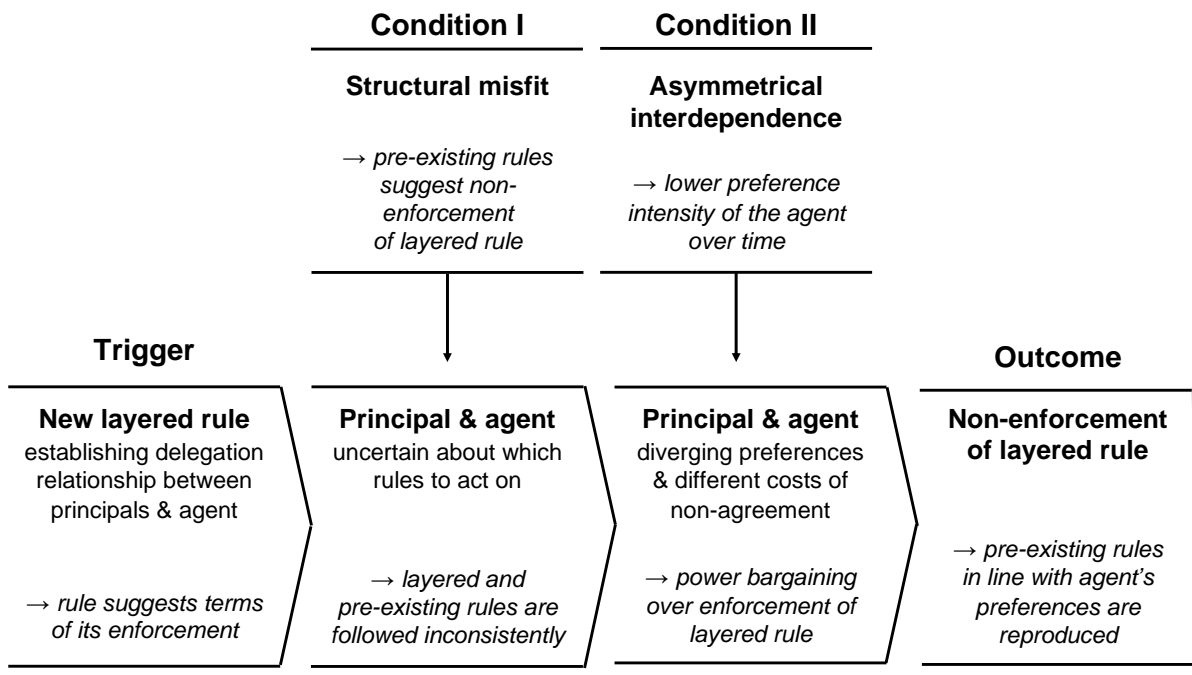 Condition I
Structural misfit
→ pre-existing rules
suggest non-
enforcement
of layered rule
Condition II
Asymmetrical
interdependence
→ lower preference
intensity of the agent
over time
Trigger
New layered rule
establishing delegation
relationship between
principals & agent
→ rule suggests terms
of its enforcement
Principal & agent
uncertain about which
rules to act on
→ layered and
pre-existing rules are
followed inconsistently
Principal & agent
diverging preferences
& different costs of
non-agreement
→ power bargaining
over enforcement of
layered rule
Outcome
Non-enforcement
of layered rule
→ pre-existing rules
in line with agent’s
preferences are
reproduced